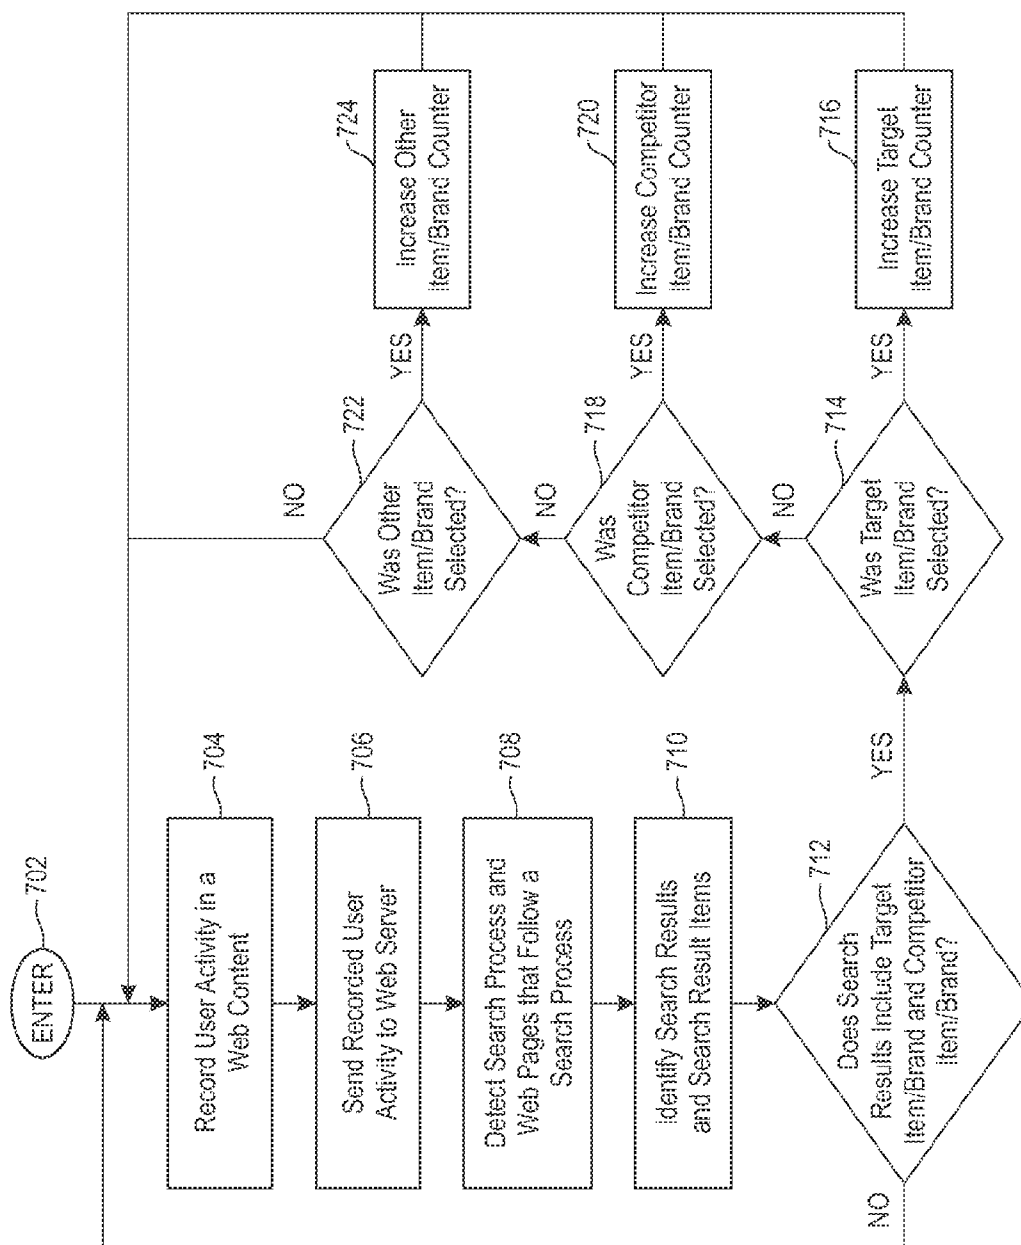 ENTER
702
Record User Activity in a
Web Content
704
Send Recorded User
Activity to Web Server
706
Detect Search Process and
Web Pages that Follow a
Search Process
708
Identify Search Results
and Search Result Items
710
Does Search
Results Include Target
Item/Brand and Competitor
Item/Brand?
712
NO
YES
Was Target
Item/Brand
Selected?
714
YES
Increase Target
Item/Brand Counter
716
NO
Was
Competitor
Item/Brand
Selected?
718
YES
Increase Competitor
Item/Brand Counter
720
NO
Was Other
Item/Brand
Selected?
722
YES
Increase Other
Item/Brand Counter
724
NO